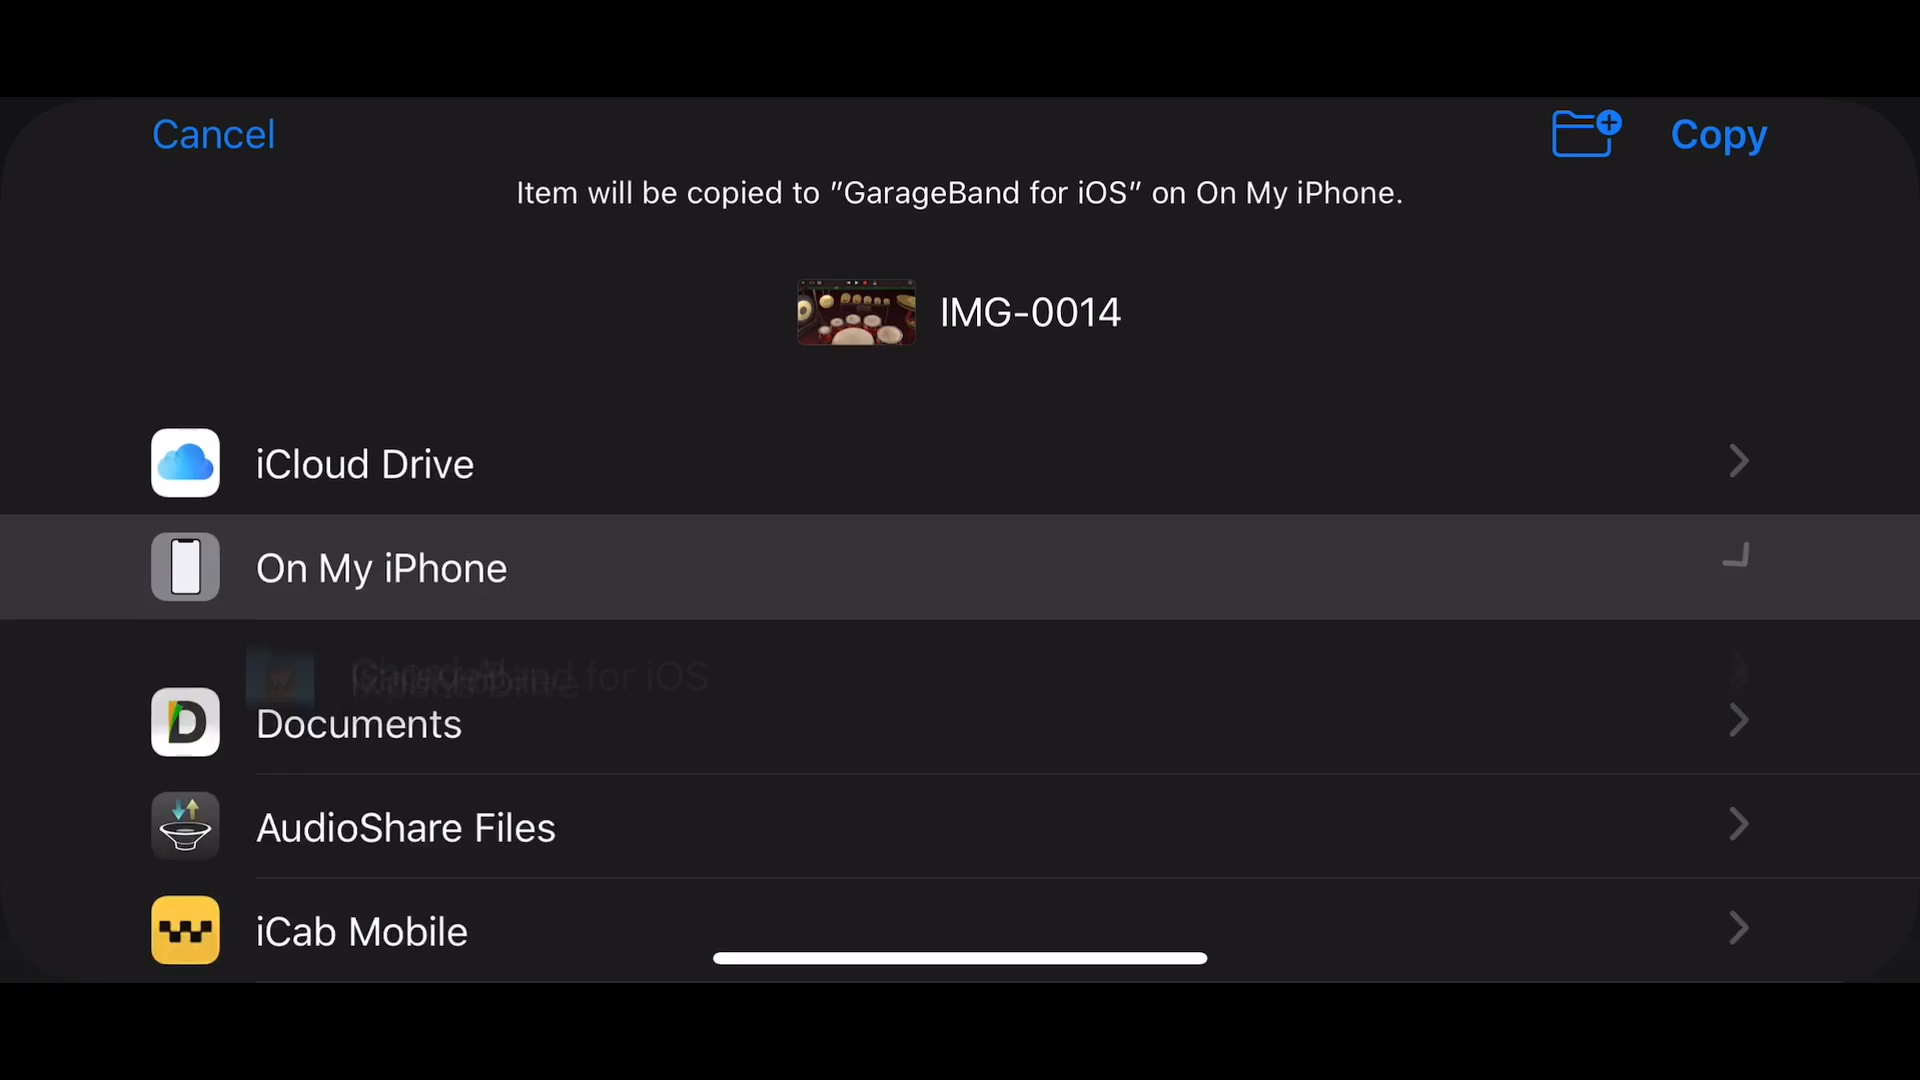 Cancel
Copy
Item will be copied to "GarageBand for iOS" on On My iPhone.
IMG-0014
iCloud Drive
On My iPhone
for iOS
Documents
AudioShare Files
iCab Mobile